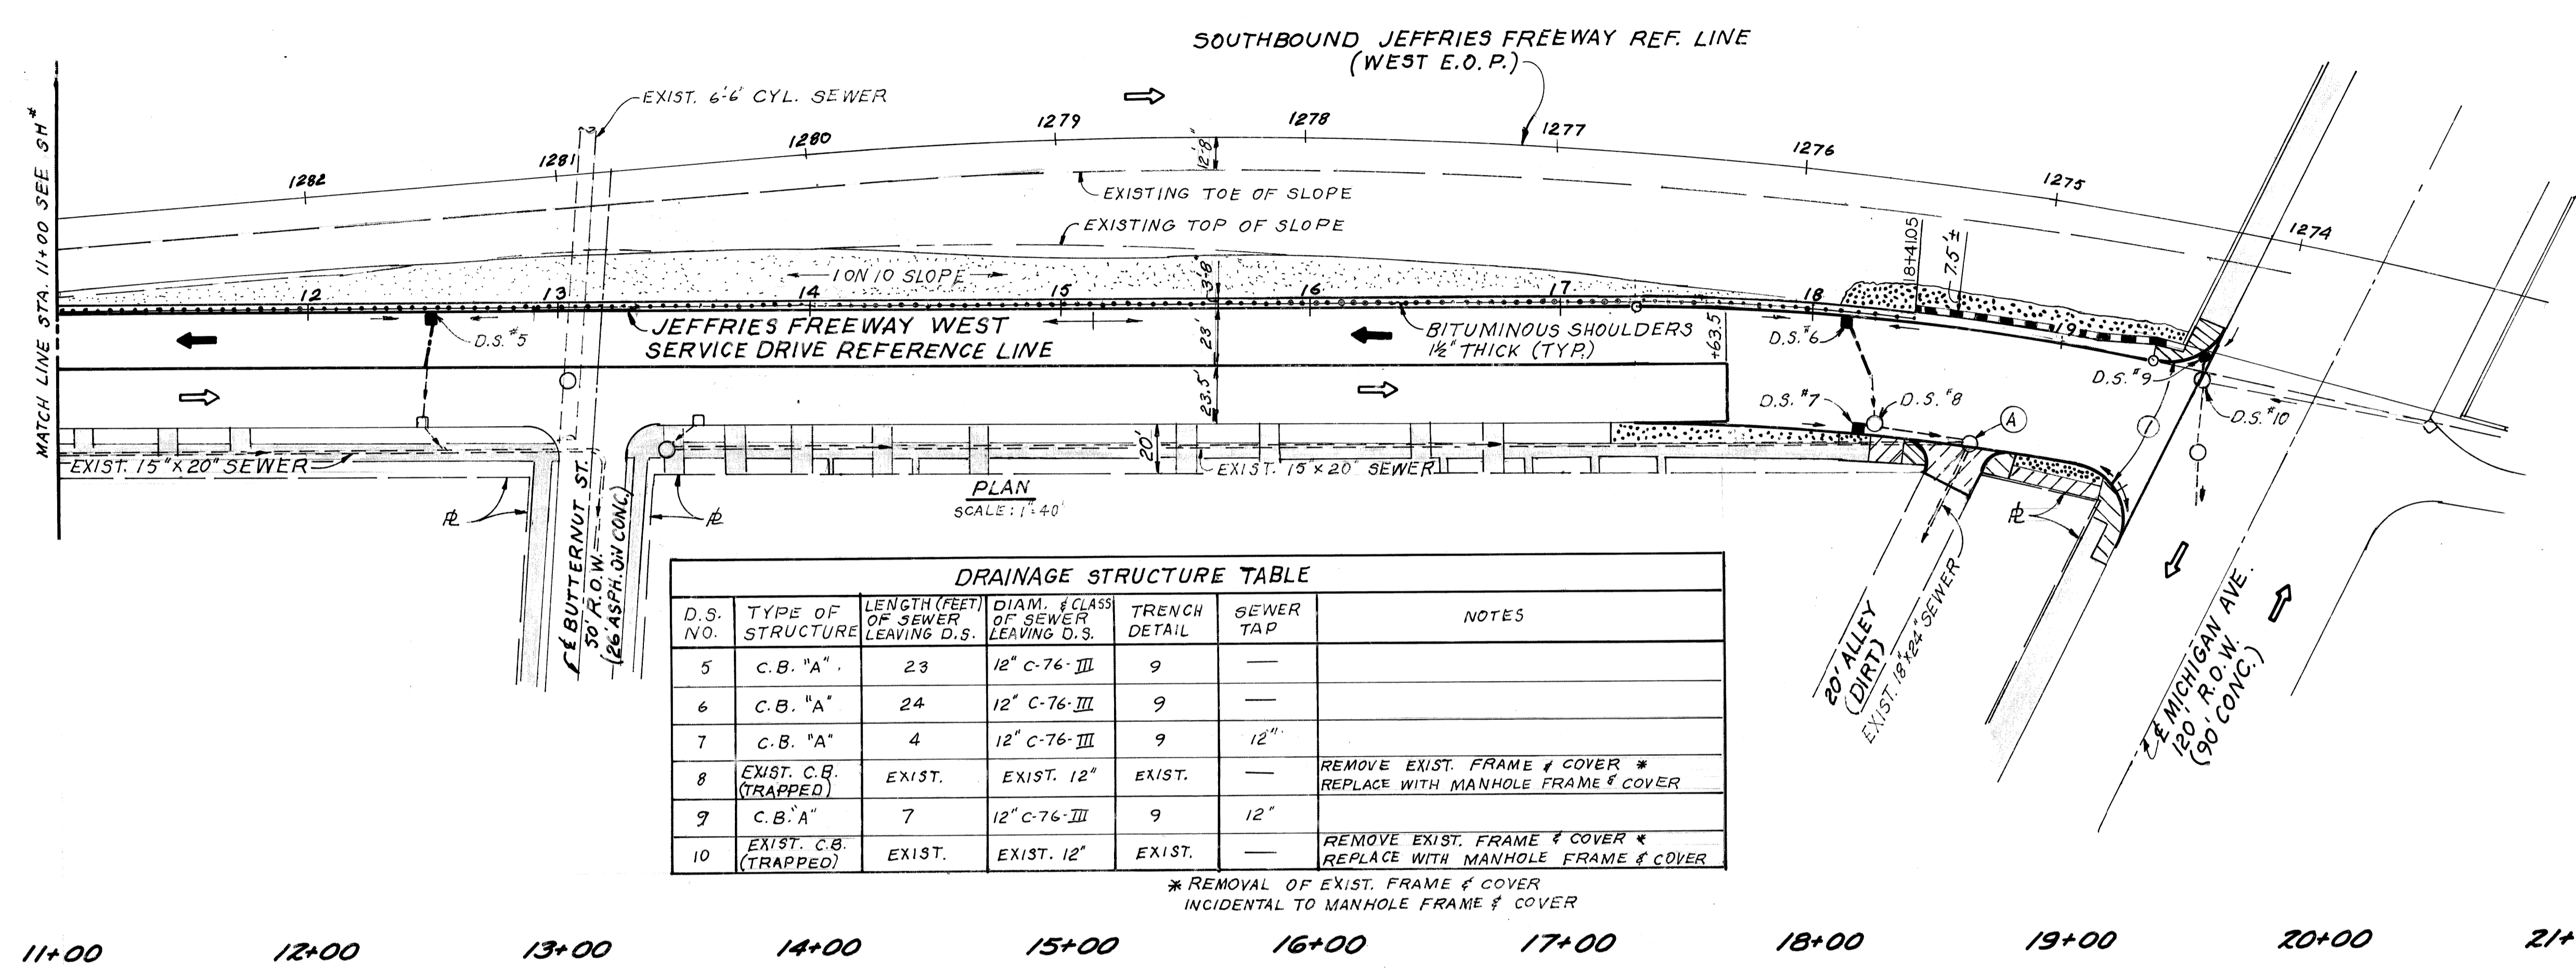 SOUTHBOUND JEFFRIES FREEWAY REF. LINE
(WEST E.O.P.)
EXIST. 6'-6" CYL. SEWER
1282
1281
1280
1279
1278
1277
1276
1275
1274
12'-8"
EXISTING TOE OF SLOPE
EXISTING TOP OF SLOPE
1 ON 10 SLOPE
3'-8"
18+41.05
7.5'±
MATCH LINE STA. 11+00 SEE SH#
12
13
14
15
16
17
18
19
D.S.#5
JEFFRIES FREEWAY WEST
SERVICE DRIVE REFERENCE LINE
23'
23.5'
BITUMINOUS SHOULDERS
1½" THICK (TYP.)
+63.5
D.S.#6
D.S.#7
D.S.#8
D.S.#9
D.S.#10
A
1
EXIST. 15"X20" SEWER
20'
EXIST. 15"X20" SEWER
PLAN
SCALE: 1"=40'
PL
PL
PL
℄ BUTTERNUT ST.
50' R.O.W.
(26' ASPH. ON CONC.)
20' ALLEY
(DIRT)
EXIST. 18"X24" SEWER
℄ MICHIGAN AVE.
120' R.O.W.
(90' CONC.)
DRAINAGE STRUCTURE TABLE
D.S. NO. TYPE OF STRUCTURE LENGTH (FEET) OF SEWER LEAVING D.S. DIAM. & CLASS OF SEWER LEAVING D.S. TRENCH DETAIL SEWER TAP NOTES
5 C.B. "A" 23 12" C-76-III 9 —
6 C.B. "A" 24 12" C-76-III 9 —
7 C.B. "A" 4 12" C-76-III 9 12"
8 EXIST. C.B. (TRAPPED) EXIST. EXIST. 12" EXIST. — REMOVE EXIST. FRAME & COVER * REPLACE WITH MANHOLE FRAME & COVER
9 C.B. "A" 7 12" C-76-III 9 12"
10 EXIST. C.B. (TRAPPED) EXIST. EXIST. 12" EXIST. — REMOVE EXIST. FRAME & COVER * REPLACE WITH MANHOLE FRAME & COVER
* REMOVAL OF EXIST. FRAME & COVER
INCIDENTAL TO MANHOLE FRAME & COVER
11+00 12+00 13+00 14+00 15+00 16+00 17+00 18+00 19+00 20+00 21+